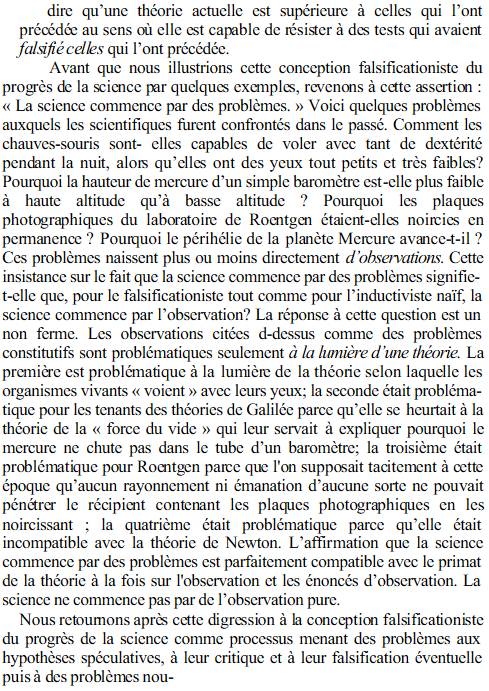 dire qu’une théorie actuelle est supérieure à celles qui l’ont
précédée au sens où elle est capable de résister à des tests qui avaient
falsifié celles qui l’ont précédée.
Avant que nous illustrions cette conception falsificationiste du
progrès de la science par quelques exemples, revenons à cette assertion :
« La science commence par des problèmes. » Voici quelques problèmes
auxquels les scientifiques furent confrontés dans le passé. Comment les
chauves-souris sont- elles capables de voler avec tant de dextérité
pendant la nuit, alors qu’elles ont des yeux tout petits et très faibles?
Pourquoi la hauteur de mercure d’un simple baromètre est-elle plus faible
à haute altitude qu’à basse altitude ? Pourquoi les plaques
photographiques du laboratoire de Roentgen étaient-elles noircies en
permanence ? Pourquoi le périhélie de la planète Mercure avance-t-il ?
Ces problèmes naissent plus ou moins directement d’observations. Cette
insistance sur le fait que la science commence par des problèmes signifie-
t-elle que, pour le falsificationiste tout comme pour l’inductiviste naïf, la
science commence par l’observation? La réponse à cette question est un
non ferme. Les observations citées d-dessus comme des problèmes
constitutifs sont problématiques seulement à la lumière d’une théorie. La
première est problématique à la lumière de la théorie selon laquelle les
organismes vivants « voient » avec leurs yeux; la seconde était probléma-
tique pour les tenants des théories de Galilée parce qu’elle se heurtait à la
théorie de la « force du vide » qui leur servait à expliquer pourquoi le
mercure ne chute pas dans le tube d’un baromètre; la troisième était
problématique pour Roentgen parce que l'on supposait tacitement à cette
époque qu’aucun rayonnement ni émanation d’aucune sorte ne pouvait
pénétrer le récipient contenant les plaques photographiques en les
noircissant ; la quatrième était problématique parce qu’elle était
incompatible avec la théorie de Newton. L’affirmation que la science
commence par des problèmes est parfaitement compatible avec le primat
de la théorie à la fois sur l'observation et les énoncés d’observation. La
science ne commence pas par de l’observation pure.
Nous retournons après cette digression à la conception falsificationiste
du progrès de la science comme processus menant des problèmes aux
hypothèses spéculatives, à leur critique et à leur falsification éventuelle
puis à des problèmes nou-